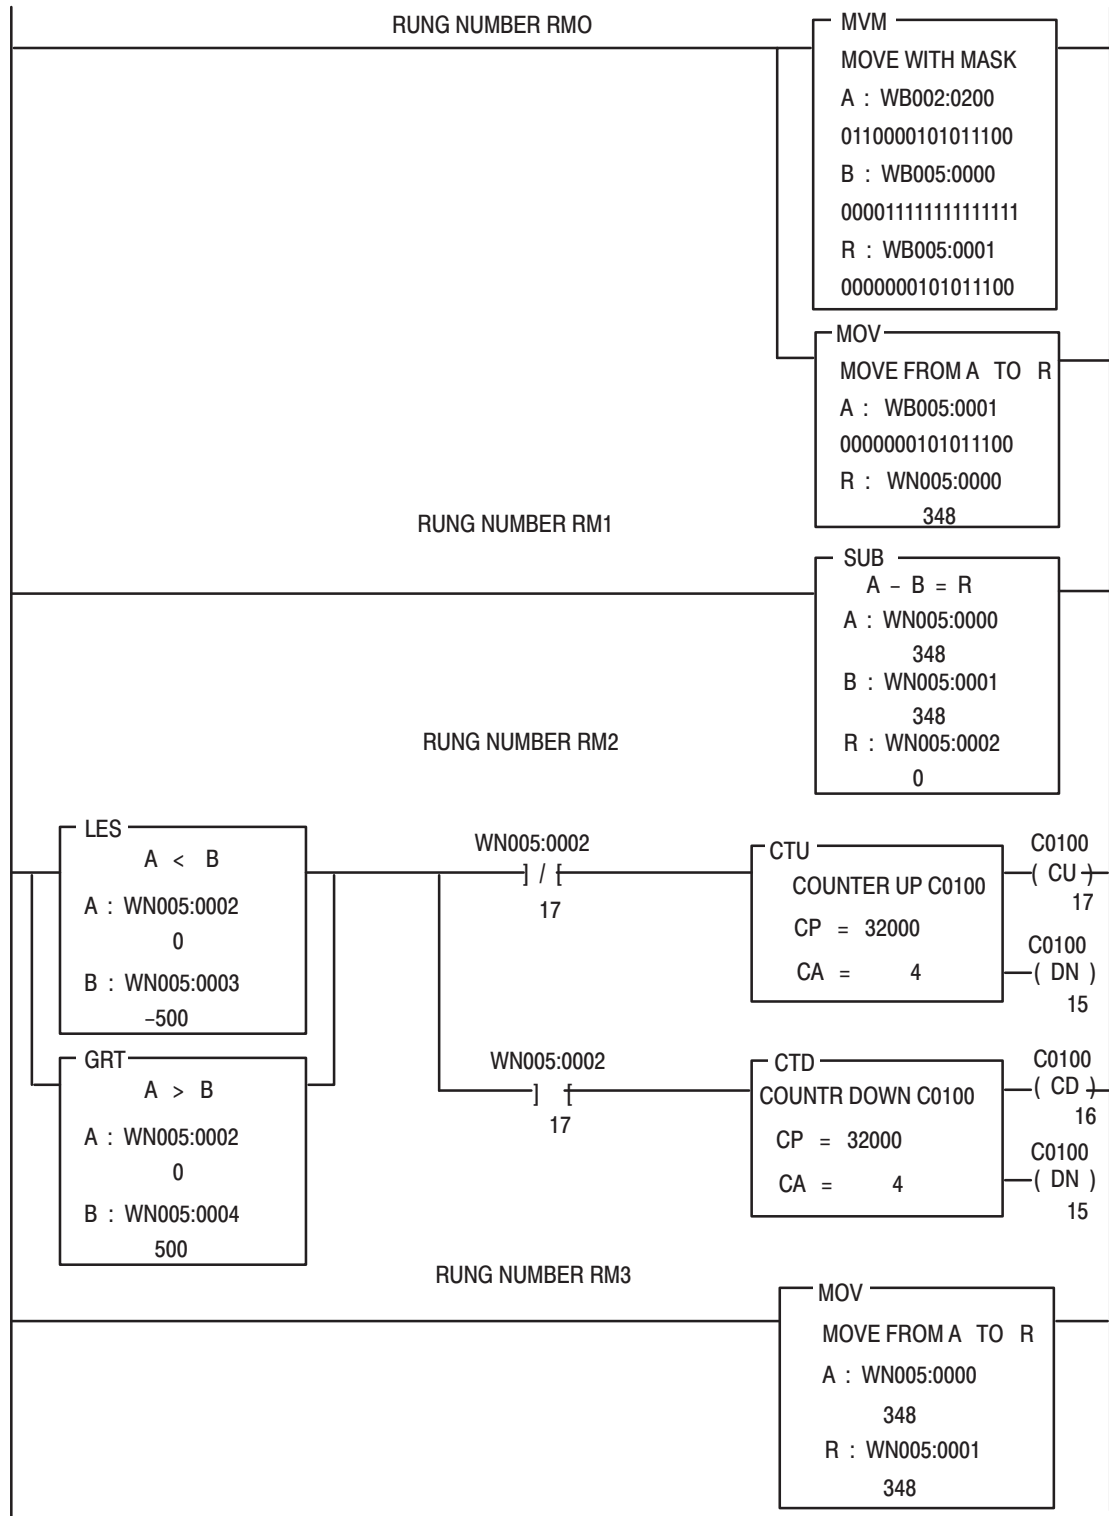 RUNG NUMBER RMO
MVM
MOVE WITH MASK
A : WB002:0200
0110000101011100
B : WB005:0000
000011111111111111
R : WB005:0001
0000000101011100
MOV
MOVE FROM A TO R
A : WB005:0001
0000000101011100
R : WN005:0000
348
RUNG NUMBER RM1
SUB
A – B = R
A : WN005:0000
348
B : WN005:0001
348
R : WN005:0002
0
RUNG NUMBER RM2
LES
A < B
A : WN005:0002
0
B : WN005:0003
–500
GRT
A > B
A : WN005:0002
0
B : WN005:0004
500
WN005:0002
] / [
17
CTU
COUNTER UP C0100
CP = 32000
CA = 4
C0100
( CU )
17
C0100
( DN )
15
WN005:0002
] [
17
CTD
COUNTR DOWN C0100
CP = 32000
CA = 4
C0100
( CD )
16
C0100
( DN )
15
RUNG NUMBER RM3
MOV
MOVE FROM A TO R
A : WN005:0000
348
R : WN005:0001
348